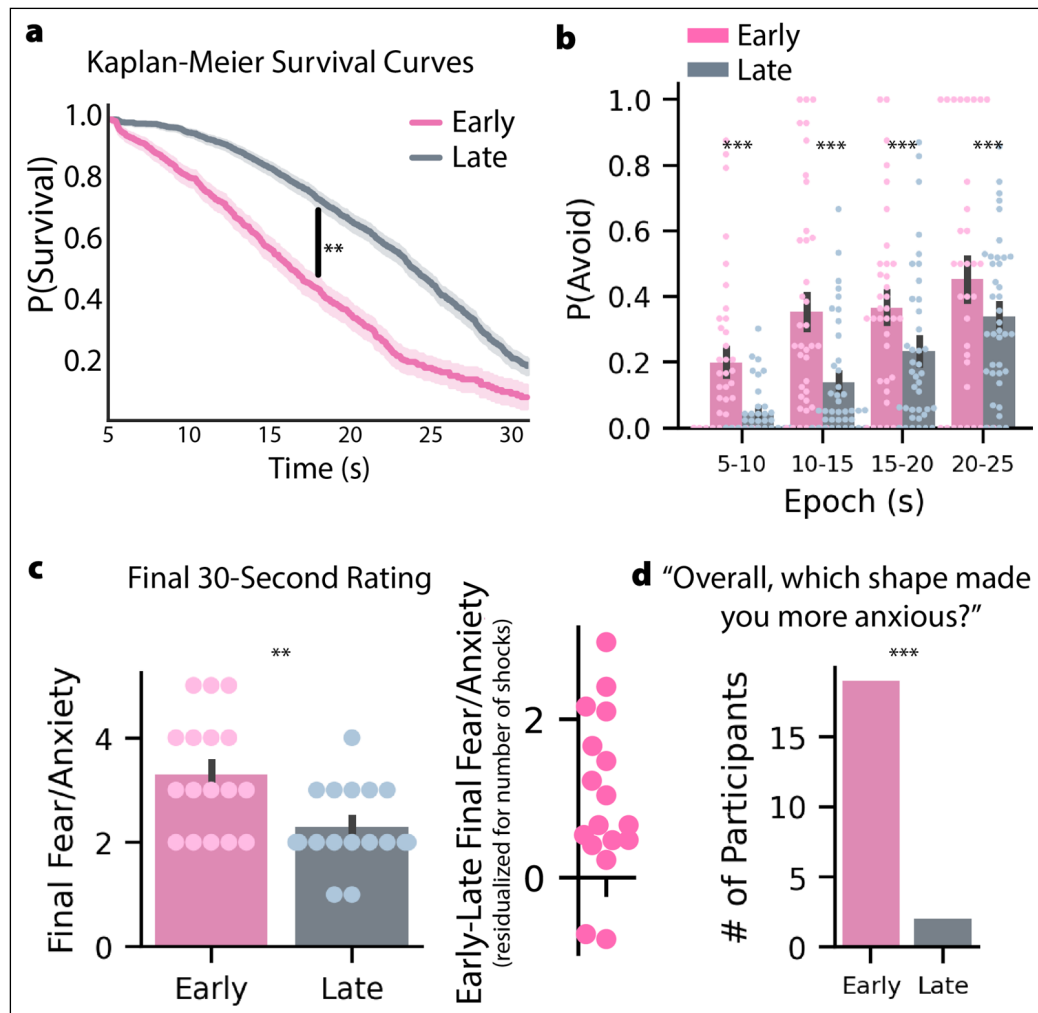 a
Kaplan-Meier Survival Curves
Early
Late
P(Survival)
1.0
0.8
0.6
0.4
0.2
**
5 10 15 20 25 30
Time (s)
b
Early
Late
P(Avoid)
1.0
0.8
0.6
0.4
0.2
0.0
*** *** *** ***
5-10 10-15 15-20 20-25
Epoch (s)
c
Final 30-Second Rating
**
Final Fear/Anxiety
4
2
0
Early Late
Early-Late Final Fear/Anxiety
(residualized for number of shocks)
2
0
d
“Overall, which shape made
you more anxious?”
***
# of Participants
15
10
5
0
Early Late